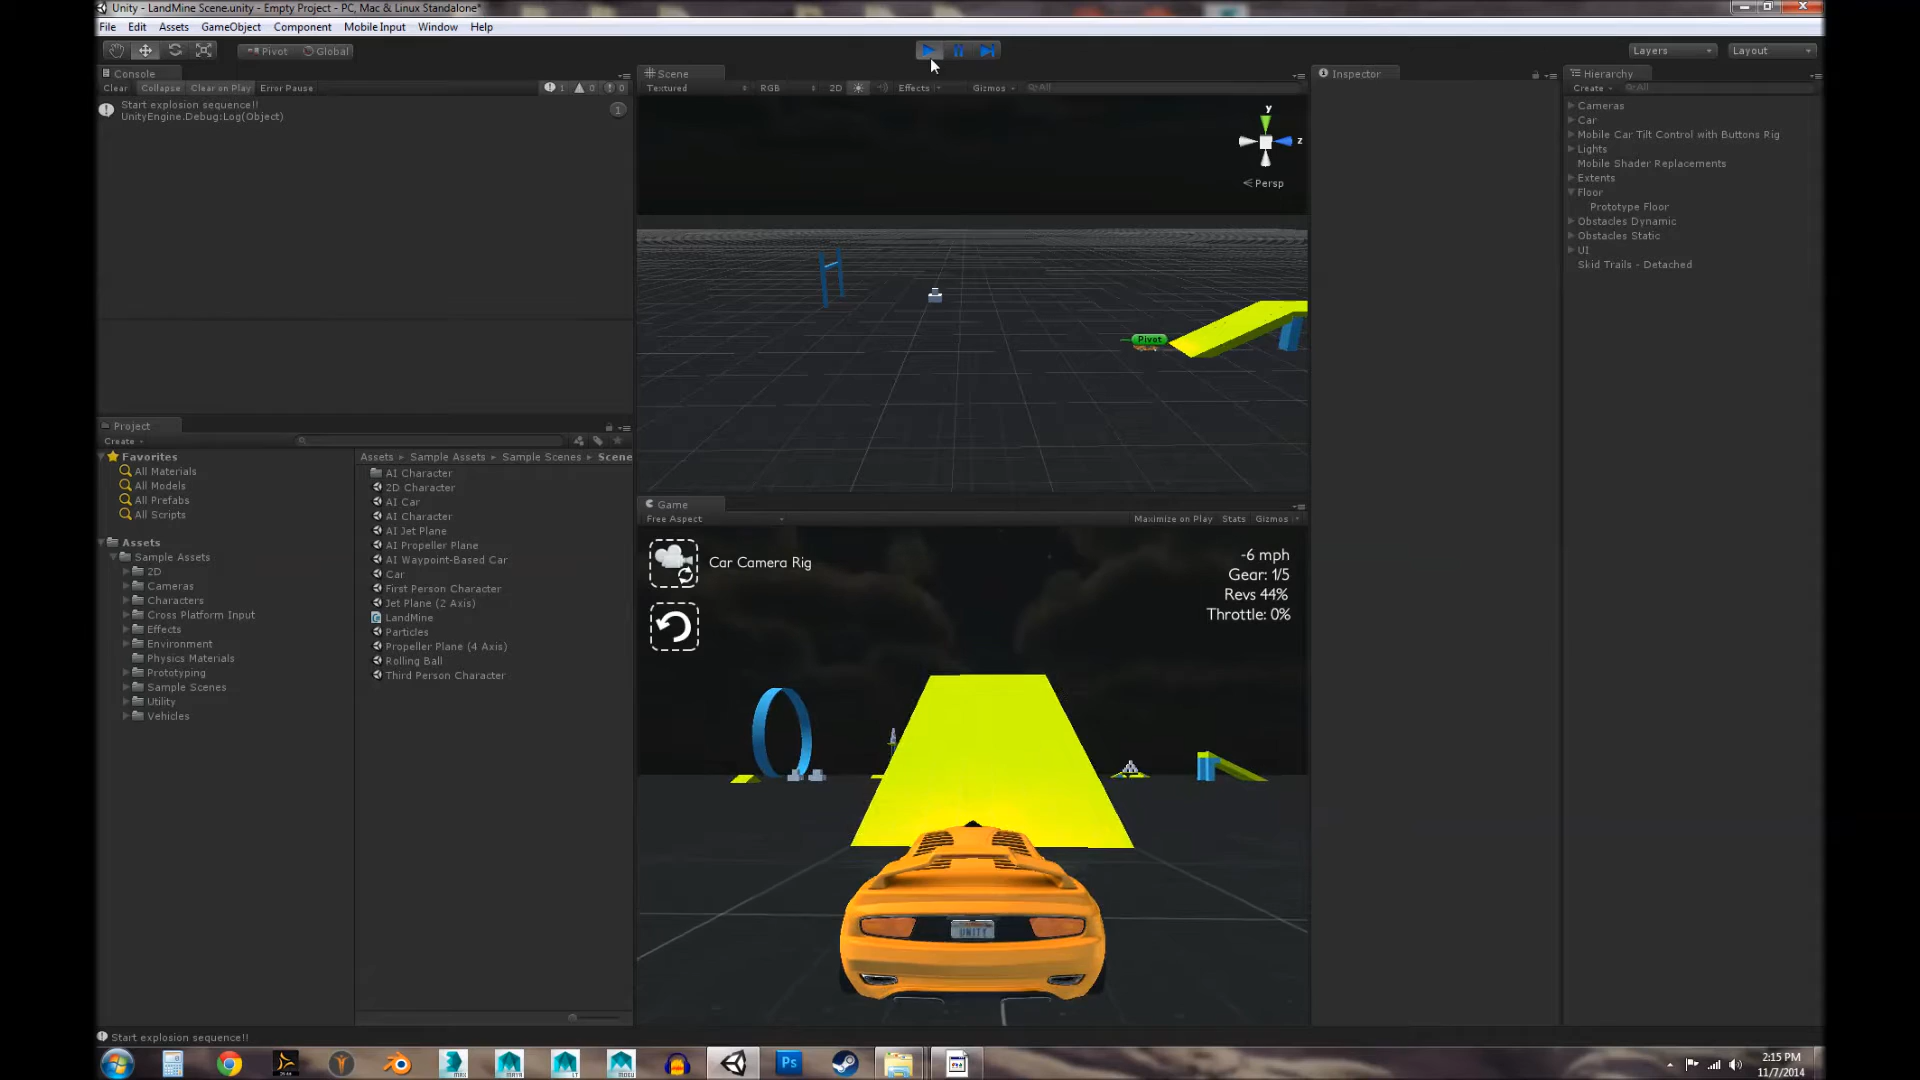 Unity - LandMine Scene.unity - Empty Project - PC, Mac & Linux Standalone*
File Edit Assets GameObject Component Mobile Input Window Help
Pivot Global
Layers Layout
Console
Clear Collapse Clear on Play Error Pause 1 0 0
Start explosion sequence!!
UnityEngine.Debug:Log(Object)
1
Scene
Textured RGB 2D Effects Gizmos All
y
z
Persp
Pivot
Inspector
Hierarchy
Create All
Cameras
Car
Mobile Car Tilt Control with Buttons Rig
Lights
Mobile Shader Replacements
Extents
Floor
Prototype Floor
Obstacles Dynamic
Obstacles Static
UI
Skid Trails - Detached
Project
Create
Favorites
All Materials
All Models
All Prefabs
All Scripts
Assets
Sample Assets
2D
Cameras
Characters
Cross Platform Input
Effects
Environment
Physics Materials
Prototyping
Sample Scenes
Utility
Vehicles
Assets Sample Assets Sample Scenes Scene
AI Character
2D Character
AI Car
AI Character
AI Jet Plane
AI Propeller Plane
AI Waypoint-Based Car
Car
First Person Character
Jet Plane (2 Axis)
LandMine
Particles
Propeller Plane (4 Axis)
Rolling Ball
Third Person Character
Game
Free Aspect Maximize on Play Stats Gizmos
Car Camera Rig
-6 mph
Gear: 1/5
Revs 44%
Throttle: 0%
UNITY
Start explosion sequence!!
Ps
2:15 PM
11/7/2014